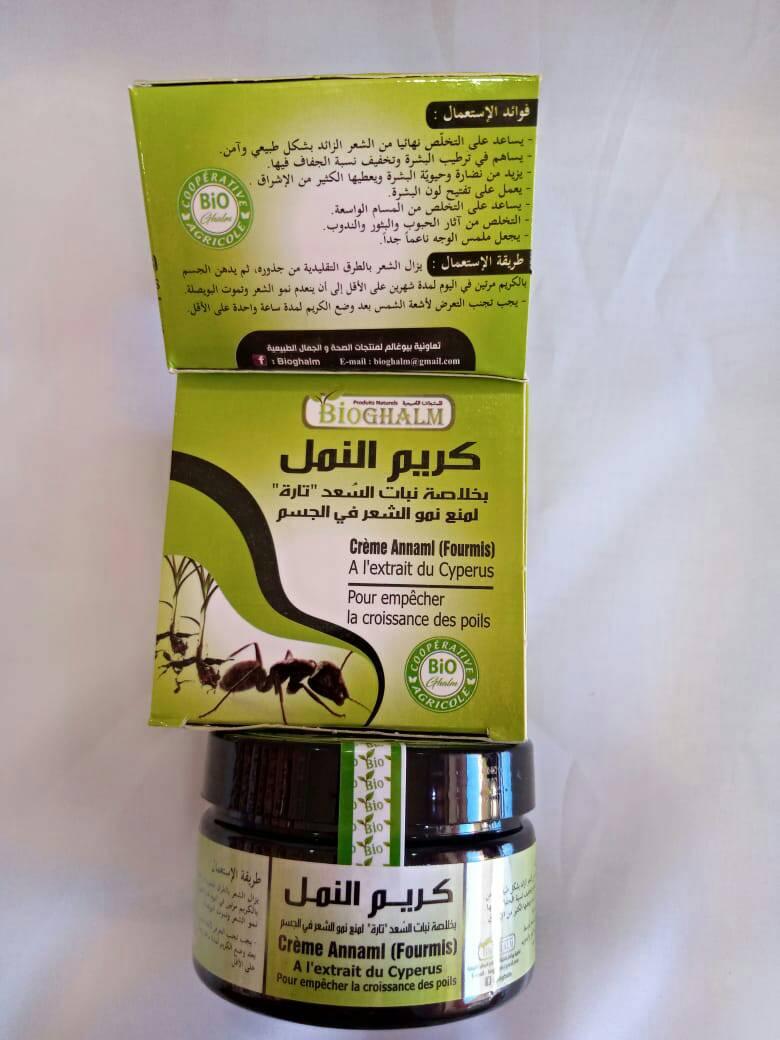 فوائد الإستعمال :
- يساعد على التخلّص نهائيا من الشعر الزائد بشكل طبيعي وآمن.
- يساهم في ترطيب البشرة وتخفيف نسبة الجفاف فيها.
- يزيد من نضارة وحيويّة البشرة ويعطيها الكثير من الإشراق .
- يعمل على تفتيح لون البشرة.
- يساعد على التخلص من المسام الواسعة.
- التخلص من آثار الحبوب والبثور والندوب.
- يجعل ملمس الوجه ناعماً جداً.
COOPÉRATIVE
BiO
Ghalm
AGRICOLE
طريقة الإستعمال : يزال الشعر بالطرق التقليدية من جذوره، ثم يدهن الجسم
بالكريم مرتين في اليوم لمدة شهرين على الأقل إلى أن ينعدم نمو الشعر وتموت البويصلة.
- يجب تجنب التعرض لأشعة الشمس بعد وضع الكريم لمدة ساعة واحدة على الأقل.
تعاونية بيوغالم لمنتجات الصحة و الجمال الطبيعية
f : Bioghalm E-mail : bioghalm@gmail.com
Produits Naturels
BIOGHALM
كريم النمل
بخلاصة نبات السُعد "تارة"
لمنع نمو الشعر في الجسم
Crème Annaml (Fourmis)
A l'extrait du Cyperus
Pour empêcher
la croissance des poils
COOPÉRATIVE
BiO
Ghalm
AGRICOLE
Bio
Bio
Bio
Bio
Bio
طريقة الإستعمال
كريم النمل
بخلاصة نبات السُعد "تارة" لمنع نمو الشعر في الجسم
Crème Annaml (Fourmis)
A l'extrait du Cyperus
Pour empêcher la croissance des poils
BIOGHALM